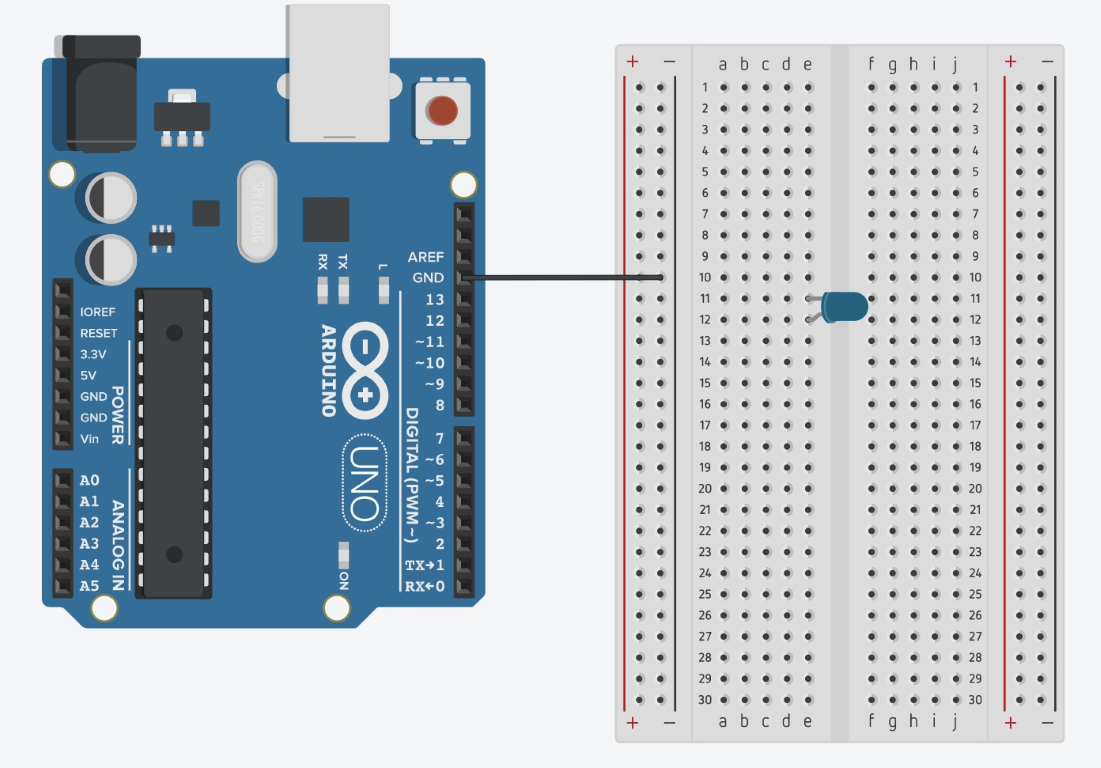 SPK16.000G
RX
TX
L
AREF
GND
13
12
~11
~10
~9
8
7
~6
~5
4
~3
2
TX→1
RX←0
DIGITAL (PWM~)
ARDUINO
UNO
ON
IOREF
RESET
3.3V
5V
GND
GND
Vin
POWER
A0
A1
A2
A3
A4
A5
ANALOG IN
+ − a b c d e f g h i j + −
1 1
2 2
3 3
4 4
5 5
6 6
7 7
8 8
9 9
10 10
11 11
12 12
13 13
14 14
15 15
16 16
17 17
18 18
19 19
20 20
21 21
22 22
23 23
24 24
25 25
26 26
27 27
28 28
29 29
30 30
+ − a b c d e f g h i j + −